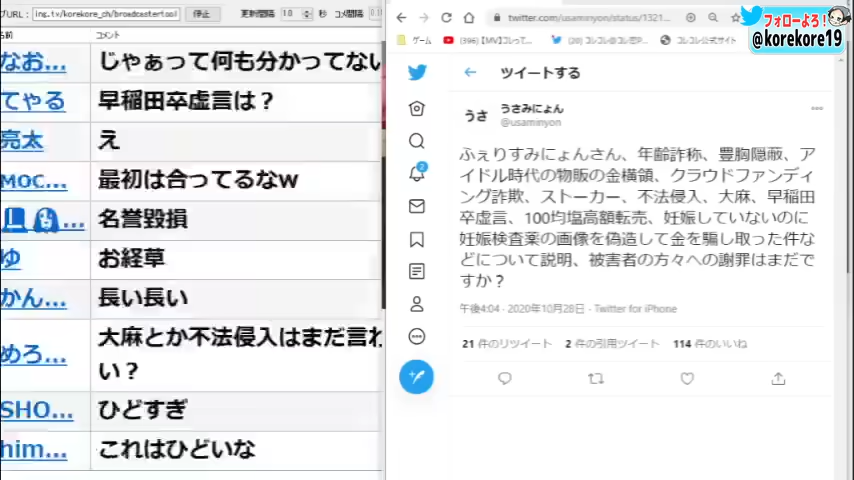 ing.tv/korekore_ch/broadcastertool
停止
更新間隔
1.0
秒
コメント
なお...
じゃぁって何も分かってない
てゃる
早稲田卒虚言は？
亮太
え
MOC...
最初は合ってるなw
名誉毀損
ゆ
お経草
かん...
長い長い
めろ...
大麻とか不法侵入はまだ言わ
い？
SHO...
ひどすぎ
him...
これはひどいな
twitter.com/usaminyon/status/1321...
フォローよろ！
@korekore19
ゲーム
コレコレ公式サイト
ツイートする
うさ
うさみにょん
@usaminyon
ふぇりすみにょんさん、年齢詐称、豊胸隠蔽、ア
イドル時代の物販の金横領、クラウドファンディ
ング詐欺、ストーカー、不法侵入、大麻、早稲田
卒虚言、100均塩高額転売、妊娠していないのに
妊娠検査薬の画像を偽造して金を騙し取った件な
どについて説明、被害者の方々への謝罪はまだで
すか？
午後4:04 · 2020年10月28日 · Twitter for iPhone
21 件のリツイート 2 件の引用ツイート 114 件のいいね
2